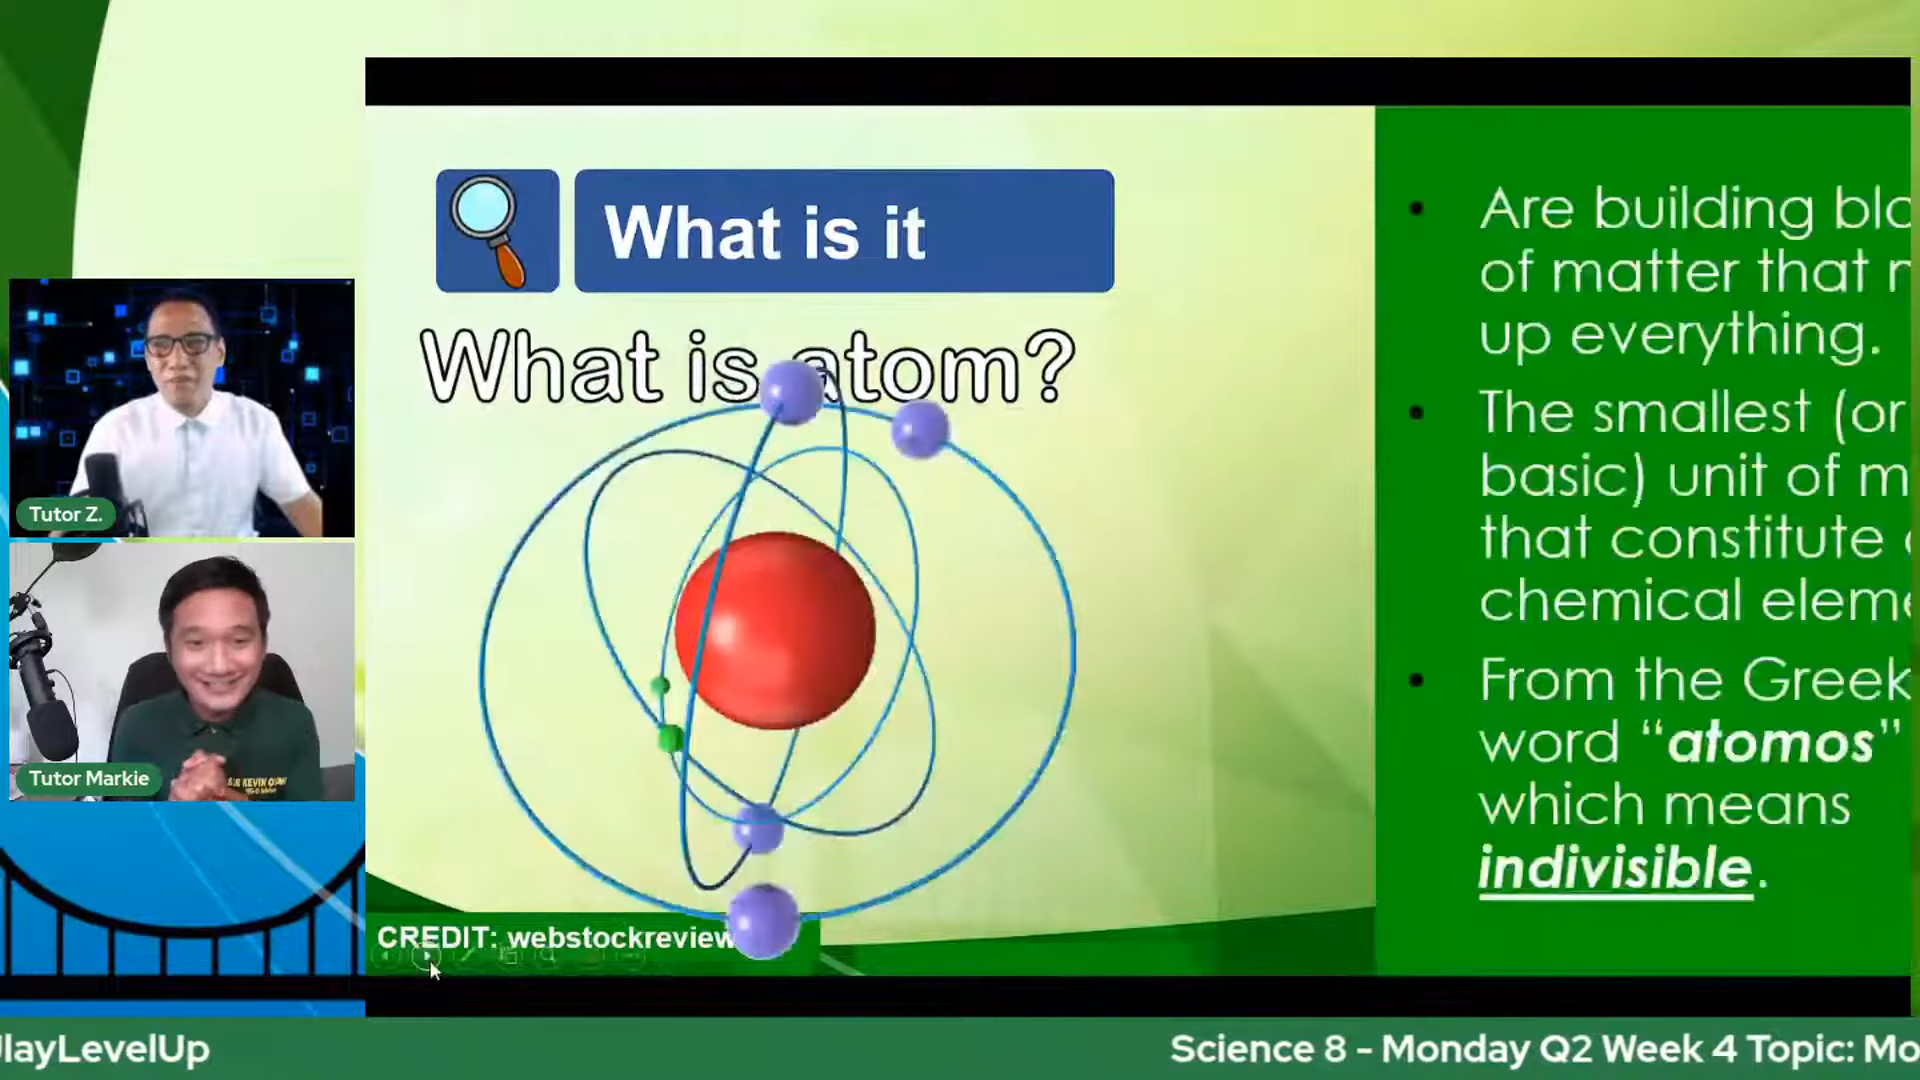 What is it
What is atom?
Are building
of matter that
up everything.
The smallest (or
basic) unit of
that constitute
chemical
From the Greek
word “atomos”
which means
indivisible.
CREDIT: webstockreview
Tutor Z.
Tutor Markie
SIR KEVIN
layLevelUp
Science 8 - Monday Q2 Week 4 Topic: Mo